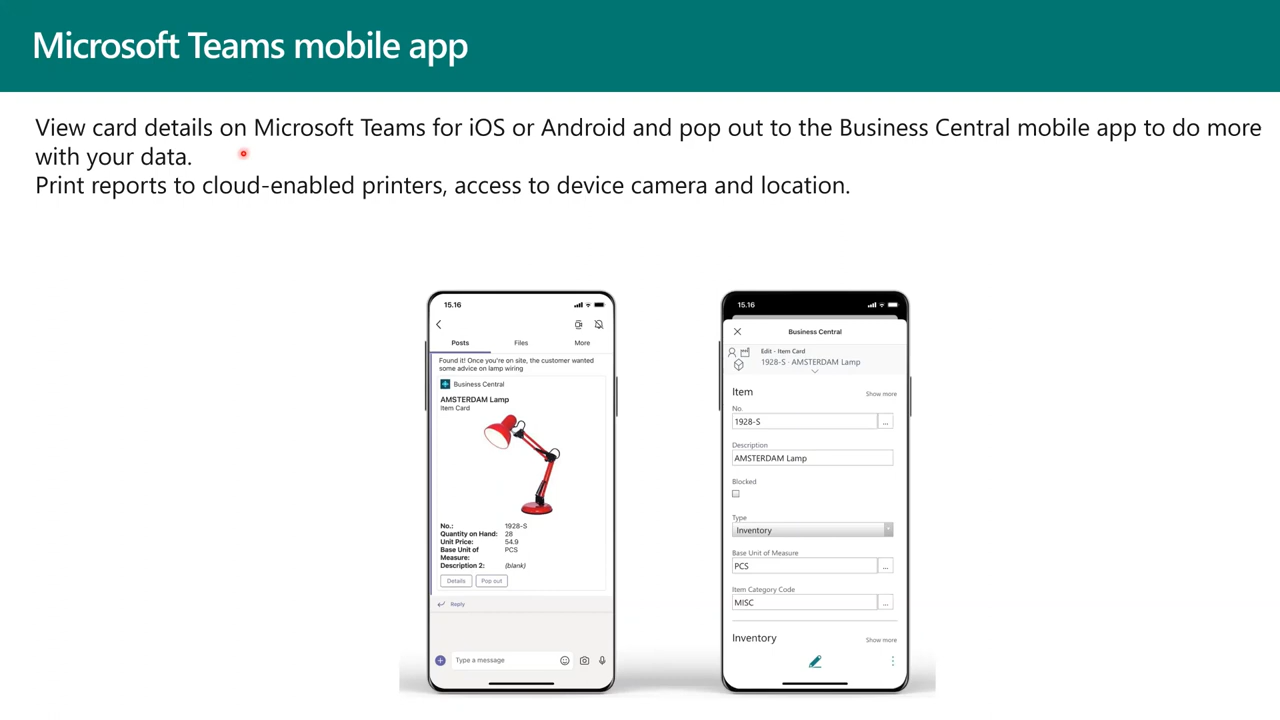 Microsoft Teams mobile app
View card details on Microsoft Teams for iOS or Android and pop out to the Business Central mobile app to do more
with your data.
Print reports to cloud-enabled printers, access to device camera and location.
15.16
Posts Files More
Found it! Once you're on site, the customer wanted
some advice on lamp wiring
Business Central
AMSTERDAM Lamp
Item Card
No.: 1928-S
Quantity on Hand: 28
Unit Price: 54.9
Base Unit of PCS
Measure:
Description 2: (blank)
Details Pop out
Reply
Type a message
15.16
Business Central
Edit - Item Card
1928-S · AMSTERDAM Lamp
Item Show more
No.
1928-S ...
Description
AMSTERDAM Lamp
Blocked
Type
Inventory
Base Unit of Measure
PCS ...
Item Category Code
MISC ...
Inventory Show more